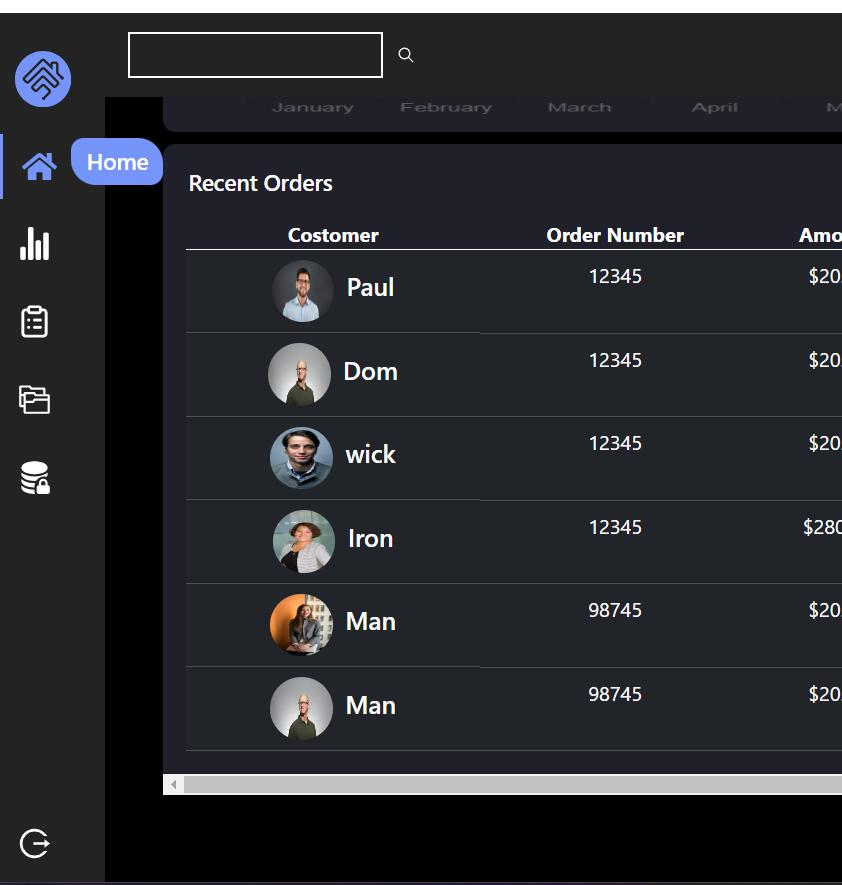 January February March April M
Home
Recent Orders
Costomer Order Number Amo
Paul 12345 $20
Dom 12345 $20
wick 12345 $20
Iron 12345 $280
Man 98745 $20
Man 98745 $20